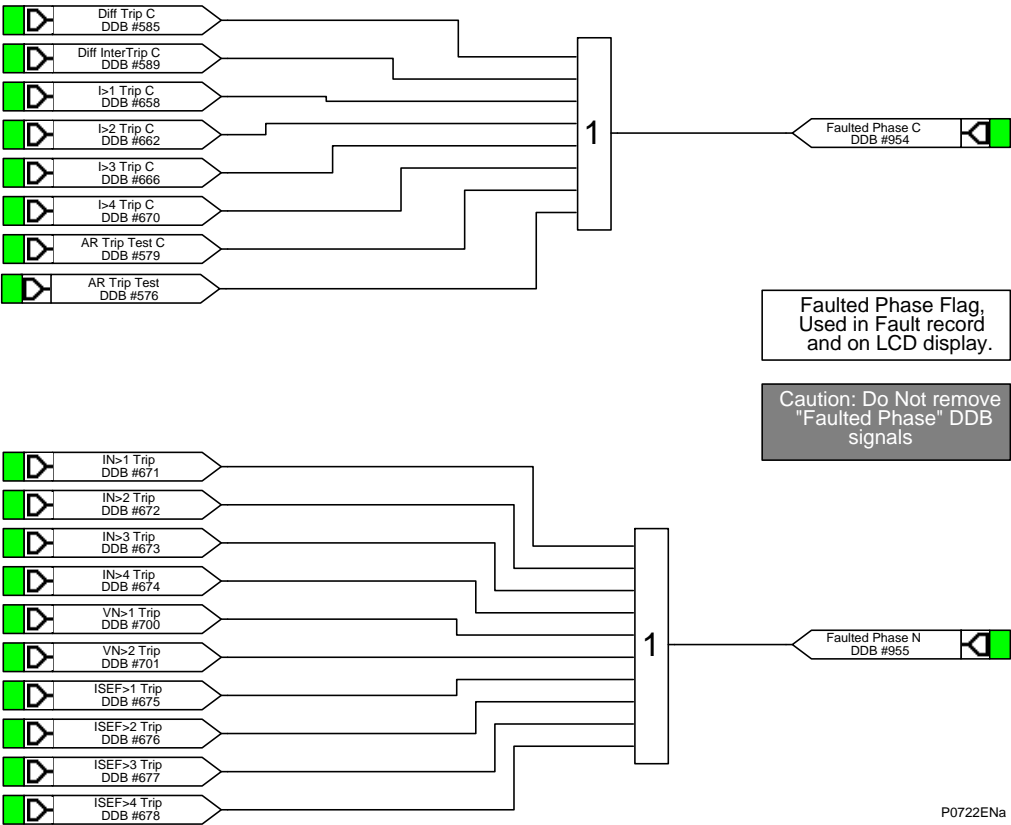 Diff Trip C
DDB #585
Diff InterTrip C
DDB #589
I>1 Trip C
DDB #658
I>2 Trip C
DDB #662
I>3 Trip C
DDB #666
I>4 Trip C
DDB #670
AR Trip Test C
DDB #579
AR Trip Test
DDB #576
1
Faulted Phase C
DDB #954
Faulted Phase Flag,
Used in Fault record
and on LCD display.
Caution: Do Not remove
"Faulted Phase" DDB
signals
IN>1 Trip
DDB #671
IN>2 Trip
DDB #672
IN>3 Trip
DDB #673
IN>4 Trip
DDB #674
VN>1 Trip
DDB #700
VN>2 Trip
DDB #701
ISEF>1 Trip
DDB #675
ISEF>2 Trip
DDB #676
ISEF>3 Trip
DDB #677
ISEF>4 Trip
DDB #678
1
Faulted Phase N
DDB #955
P0722ENa